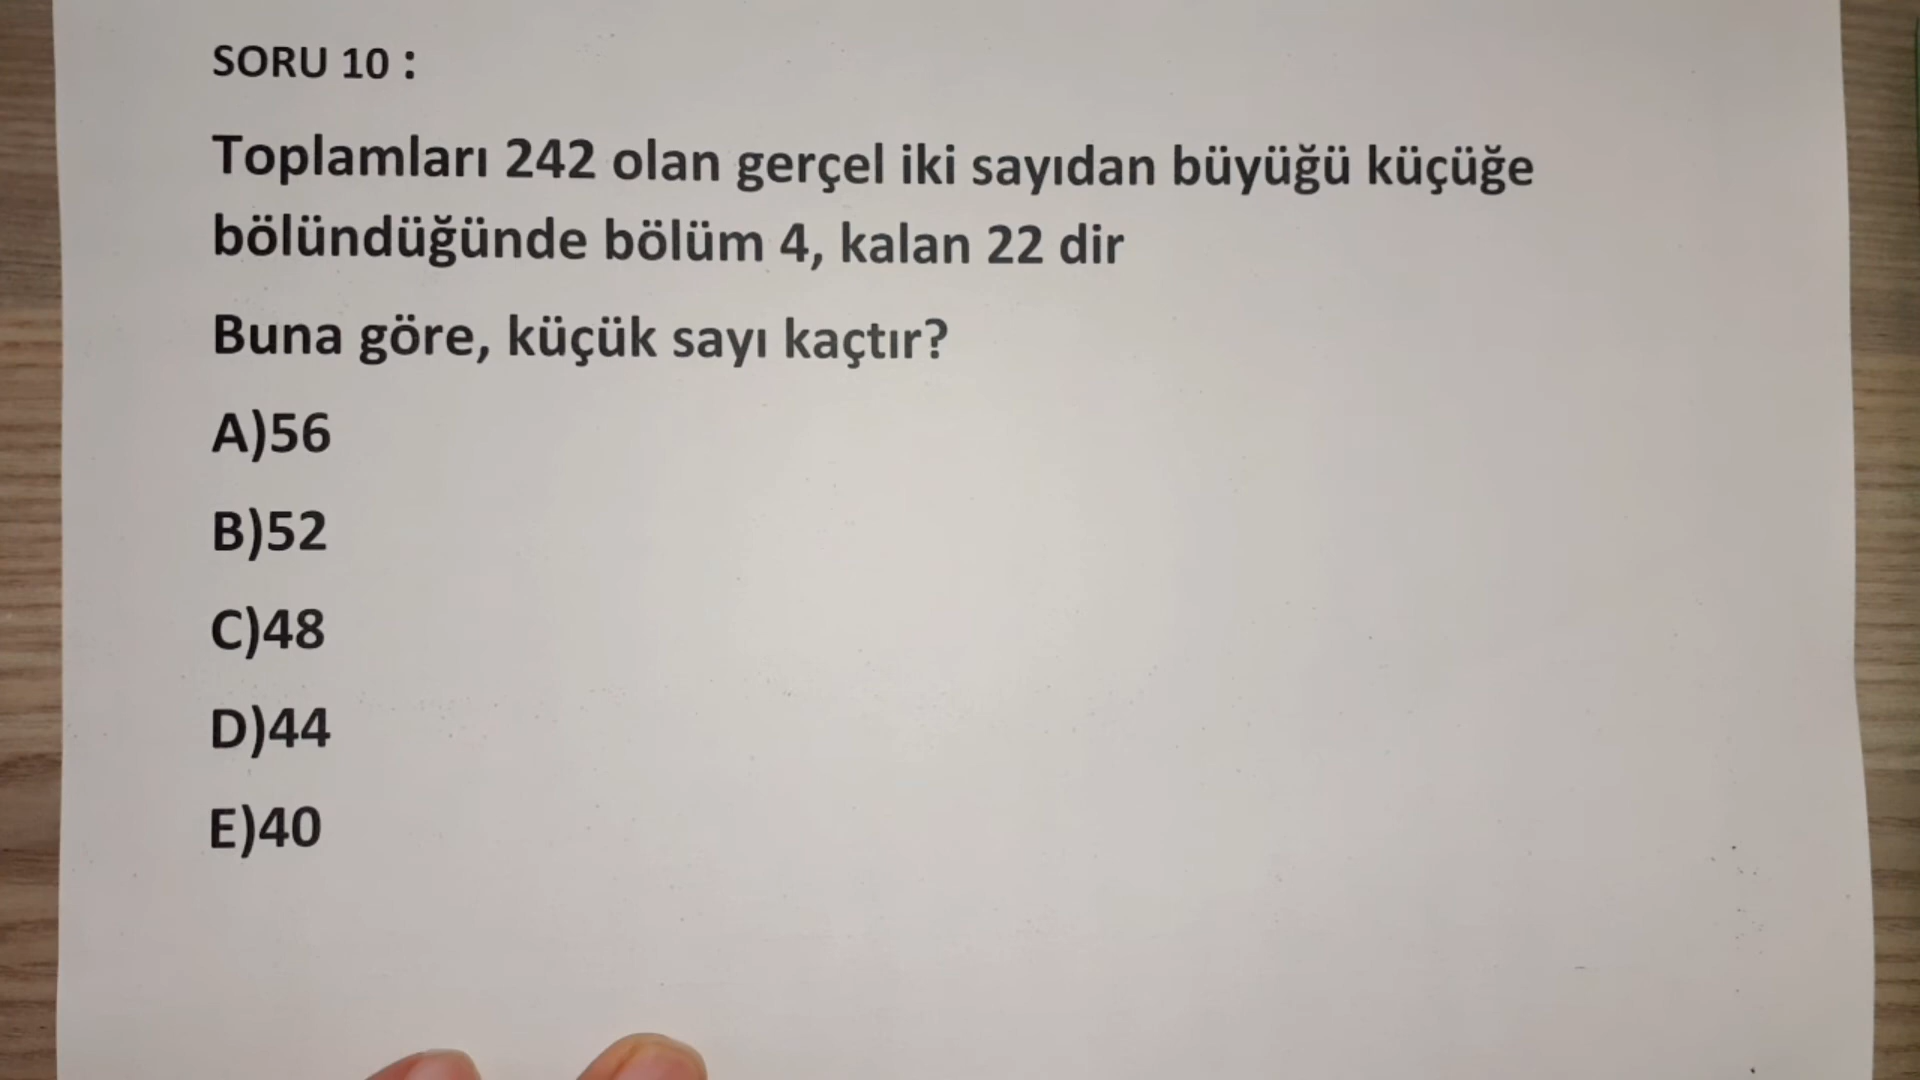 SORU 10 :
Toplamları 242 olan gerçel iki sayıdan büyüğü küçüğe
bölündüğünde bölüm 4, kalan 22 dir
Buna göre, küçük sayı kaçtır?
A)56
B)52
C)48
D)44
E)40